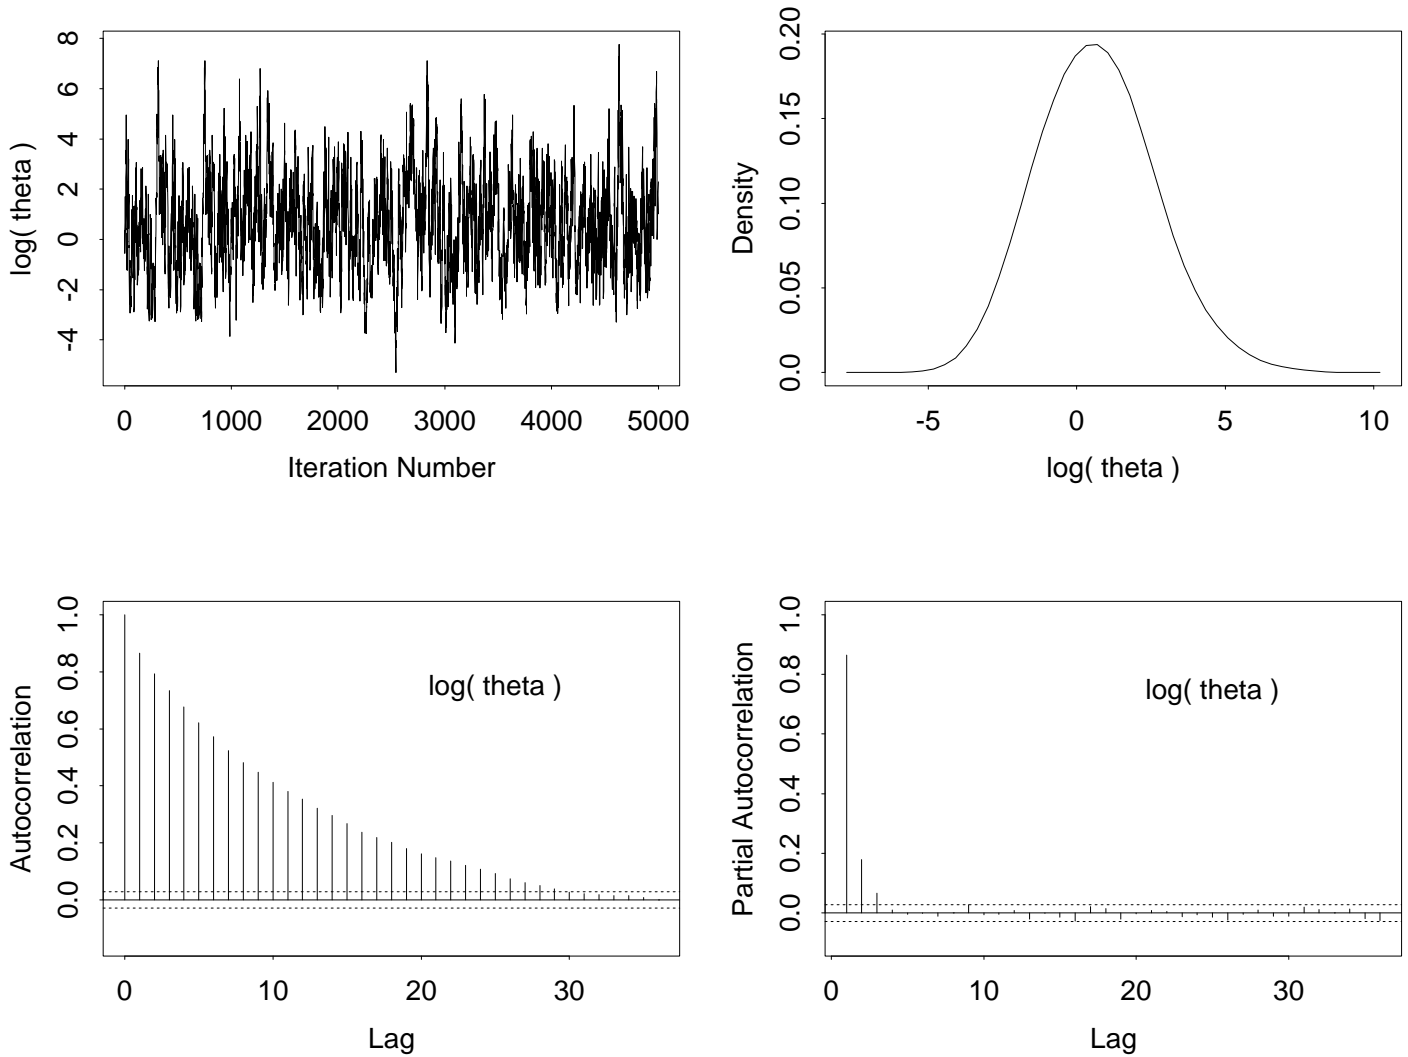 log( theta )
8
6
4
2
0
-2
-4
0 1000 2000 3000 4000 5000
Iteration Number
Density
0.20
0.15
0.10
0.05
0.0
-5 0 5 10
log( theta )
Autocorrelation
1.0
0.8
0.6
0.4
0.2
0.0
log( theta )
0 10 20 30
Lag
Partial Autocorrelation
1.0
0.8
0.6
0.4
0.2
0.0
log( theta )
0 10 20 30
Lag